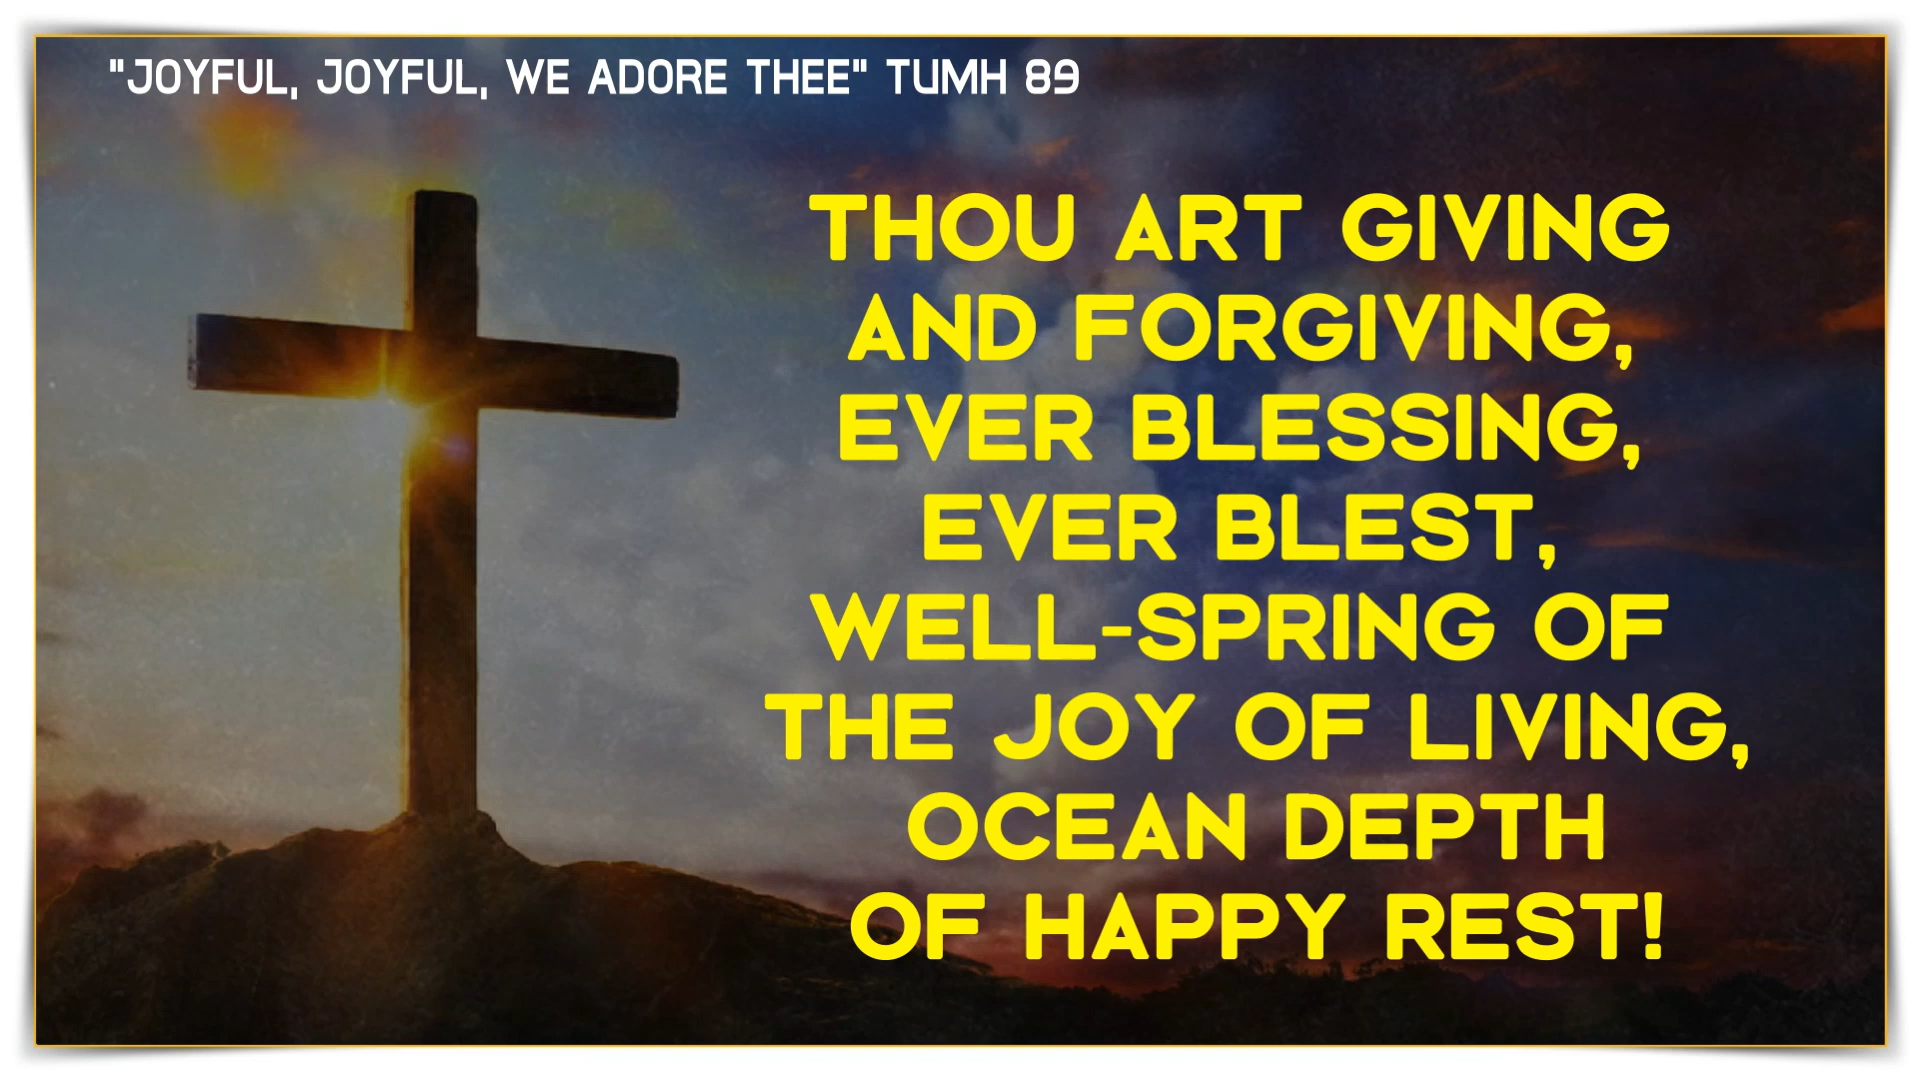 "JOYFUL, JOYFUL, WE ADORE THEE" TUMH 89
THOU ART GIVING
AND FORGIVING,
EVER BLESSING,
EVER BLEST,
WELL-SPRING OF
THE JOY OF LIVING,
OCEAN DEPTH
OF HAPPY REST!